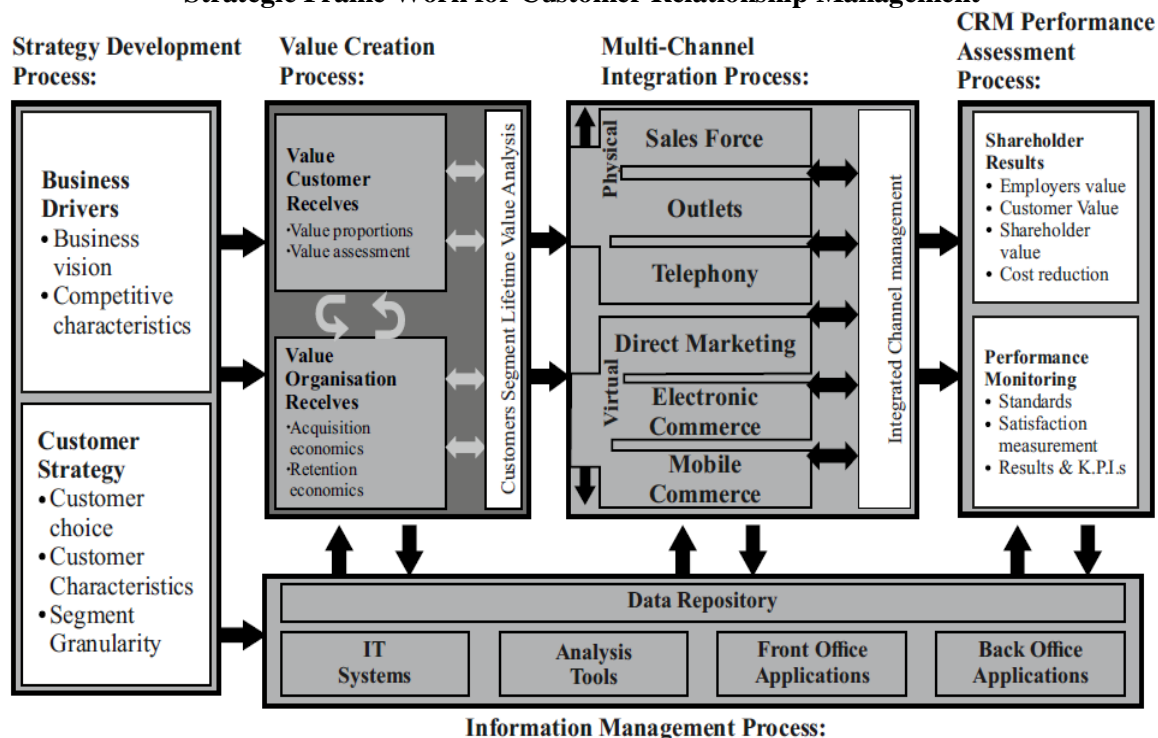 Strategic Frame Work for Customer Relationship Management
Strategy Development
Process:
Value Creation
Process:
Multi-Channel
Integration Process:
CRM Performance
Assessment
Process:
Business
Drivers
• Business
vision
• Competitive
characteristics
Customer
Strategy
• Customer
choice
• Customer
Characteristics
• Segment
Granularity
Value
Customer
Recelves
·Value proportions
·Value assessment
Value
Organisation
Recelves
·Acquisition
economics
·Retention
economics
Customers Segment Lifetime Value Analysis
Physical
Virtual
Sales Force
Outlets
Telephony
Direct Marketing
Electronic
Commerce
Mobile
Commerce
Integrated Channel management
Shareholder
Results
• Employers value
• Customer Value
• Shareholder
value
• Cost reduction
Performance
Monitoring
• Standards
• Satisfaction
measurement
• Results & K.P.I.s
Data Repository
IT
Systems
Analysis
Tools
Front Office
Applications
Back Office
Applications
Information Management Process: